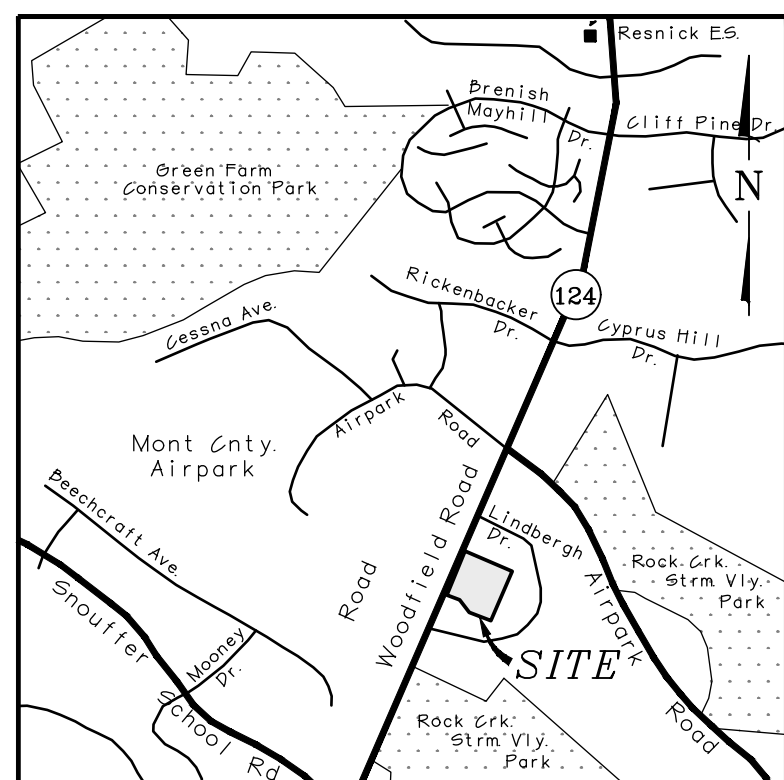 Resnick E.S.
Brenish
Mayhill
Dr.
Cliff Pine Dr.
Green Farm
Conservation Park
N
Rickenbacker
Dr.
124
Cessna Ave.
Cyprus Hill
Dr.
Airpark
Road
Mont Cnty.
Airpark
Beechcraft Ave.
Woodfield Road
Lindbergh
Dr.
Road
Airpark
Road
Rock Crk.
Strm Vly.
Park
Snouffer
School Rd
Mooney
Dr.
SITE
Rock Crk.
Strm Vly.
Park